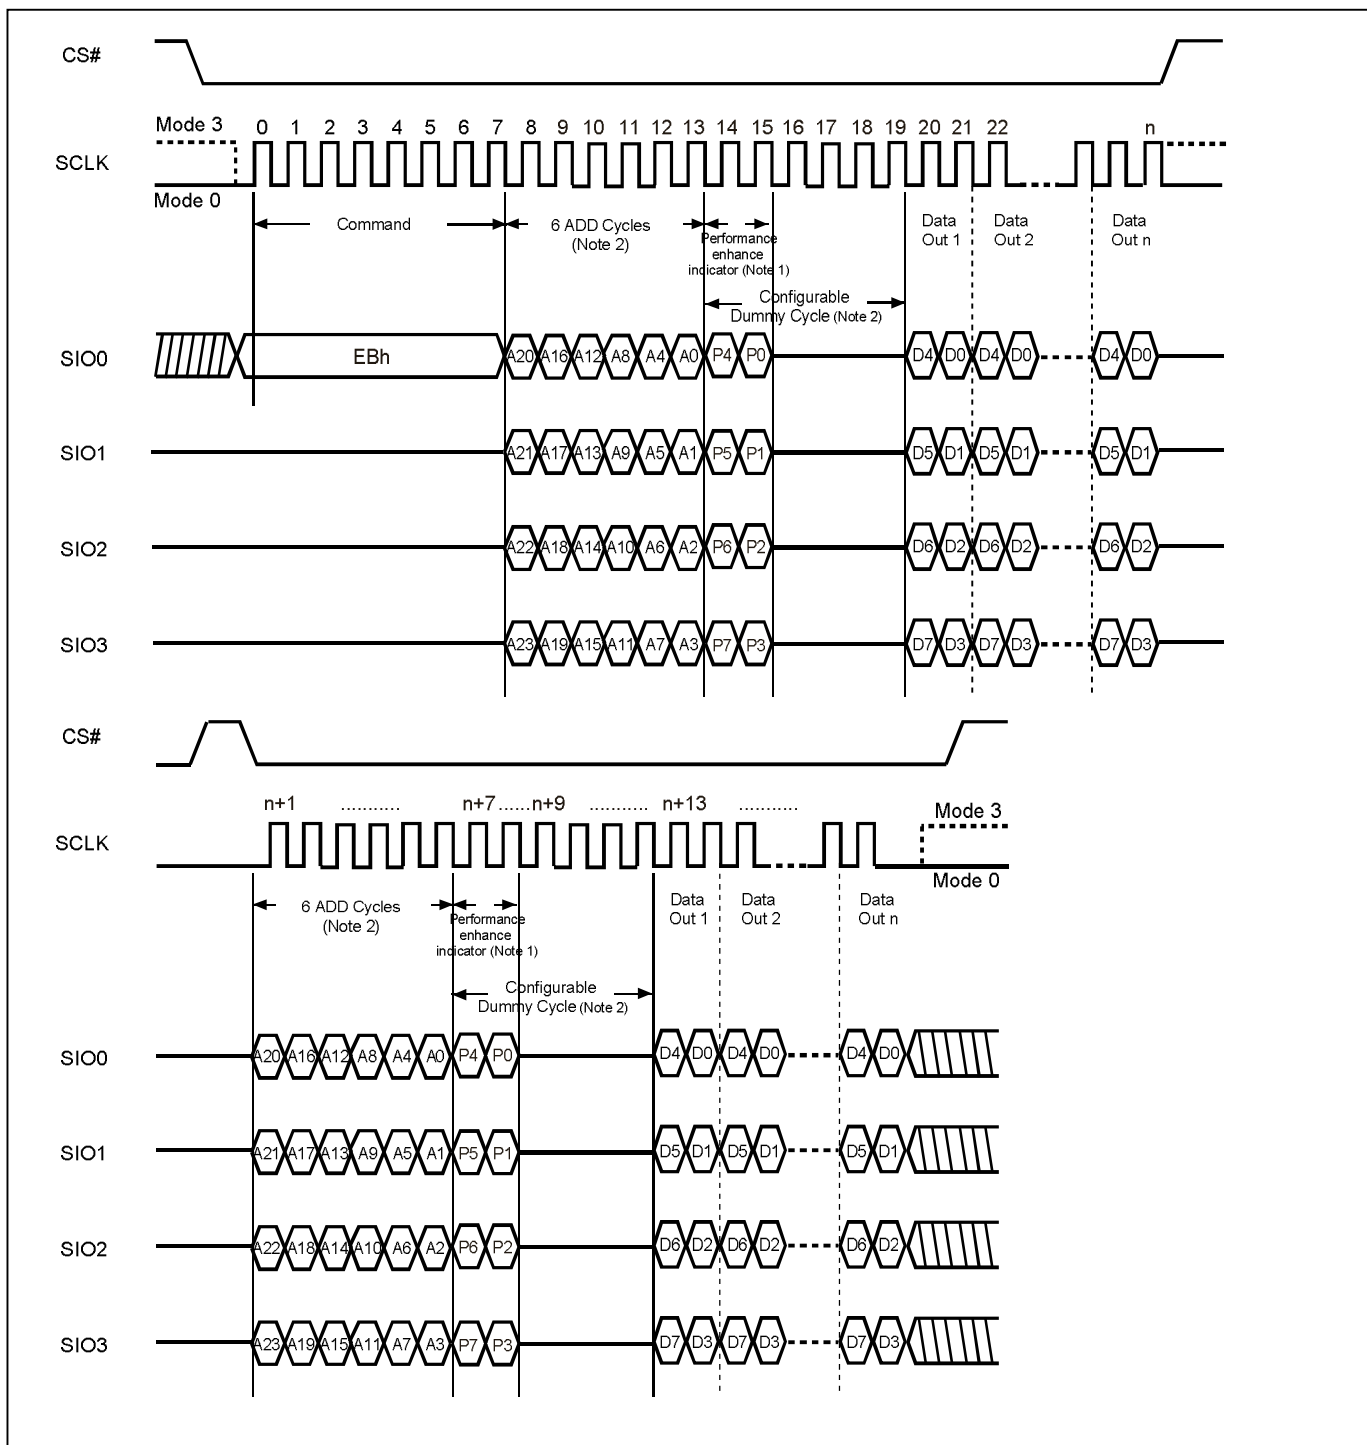 CS#
Mode 3
0 1 2 3 4 5 6 7 8 9 10 11 12 13 14 15 16 17 18 19 20 21 22 n
SCLK
Mode 0
Command
6 ADD Cycles
(Note 2)
Performance
enhance
indicator (Note 1)
Data
Out 1
Data
Out 2
Data
Out n
Configurable
Dummy Cycle (Note 2)
SIO0 EBh A20 A16 A12 A8 A4 A0 P4 P0 D4 D0 D4 D0 D4 D0
SIO1 A21 A17 A13 A9 A5 A1 P5 P1 D5 D1 D5 D1 D5 D1
SIO2 A22 A18 A14 A10 A6 A2 P6 P2 D6 D2 D6 D2 D6 D2
SIO3 A23 A19 A15 A11 A7 A3 P7 P3 D7 D3 D7 D3 D7 D3
CS#
n+1 ........... n+7 ...... n+9 ........... n+13 ...........
Mode 3
SCLK
Mode 0
6 ADD Cycles
(Note 2)
Performance
enhance
indicator (Note 1)
Data
Out 1
Data
Out 2
Data
Out n
Configurable
Dummy Cycle (Note 2)
SIO0 A20 A16 A12 A8 A4 A0 P4 P0 D4 D0 D4 D0 D4 D0
SIO1 A21 A17 A13 A9 A5 A1 P5 P1 D5 D1 D5 D1 D5 D1
SIO2 A22 A18 A14 A10 A6 A2 P6 P2 D6 D2 D6 D2 D6 D2
SIO3 A23 A19 A15 A11 A7 A3 P7 P3 D7 D3 D7 D3 D7 D3